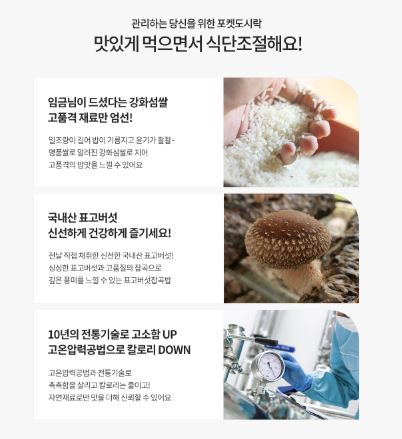 관리하는 당신을 위한 포켓도시락
맛있게 먹으면서 식단조절해요!
임금님이 드셨다는 강화섬쌀
고품격 재료만 엄선!
일조량이 길어 밥이 기름지고 윤기가 촬촬~
명품쌀로 알려진 강화섬쌀로 지어
고품격의 밥맛을 느낄 수 있어요
국내산 표고버섯
신선하게 건강하게 즐기세요!
전날 직접 채취한 신선한 국내산 표고버섯!
싱싱한 표고버섯과 고품질의 잡곡으로
깊은 풍미를 느낄 수 있는 표고버섯잡곡밥
10년의 전통기술로 고소함 UP
고온압력공법으로 칼로리 DOWN
고온압력공법과 전통기술로
촉촉함을 살리고 칼로리는 줄이고!
자연재료로만 맛을 더해 신뢰할 수 있어요